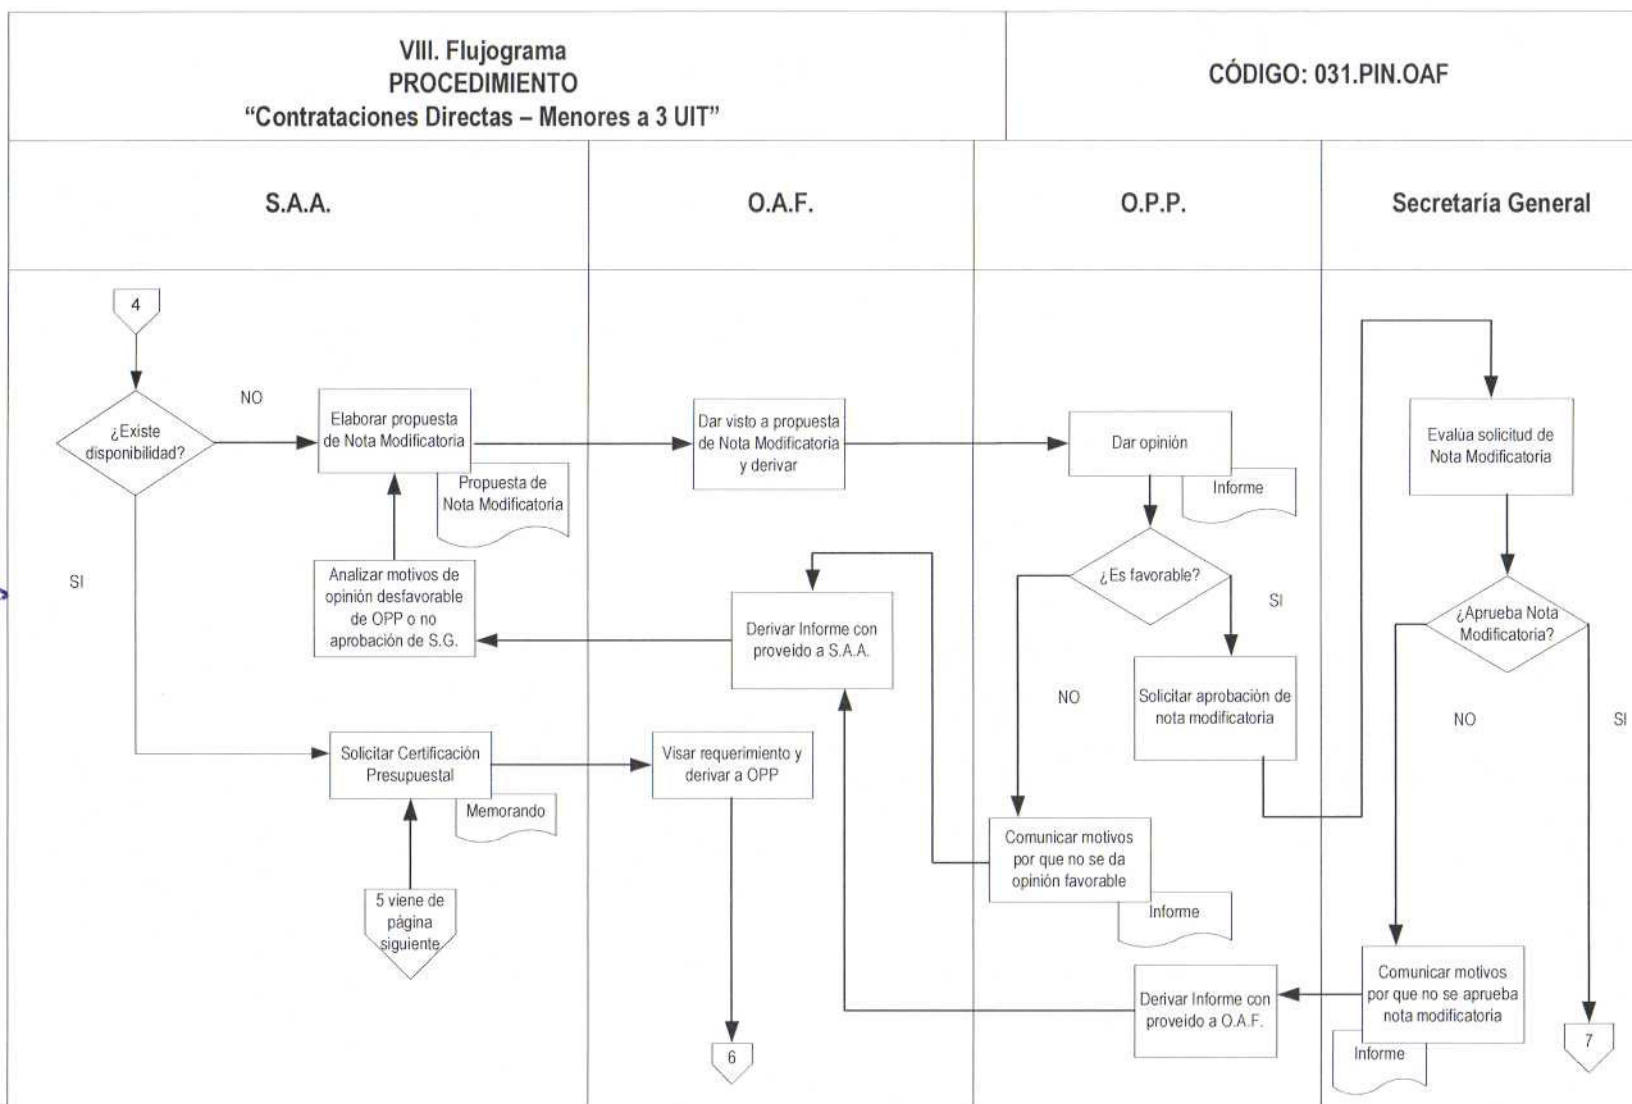 VIII. Flujograma
PROCEDIMIENTO
“Contrataciones Directas – Menores a 3 UIT”
CÓDIGO: 031.PIN.OAF
S.A.A.
O.A.F.
O.P.P.
Secretaría General
4
¿Existe
disponibilidad?
NO
SI
Elaborar propuesta
de Nota Modificatoria
Propuesta de
Nota Modificatoria
Analizar motivos de
opinión desfavorable
de OPP o no
aprobación de S.G.
Solicitar Certificación
Presupuestal
Memorando
5 viene de
página
siguiente
Dar visto a propuesta
de Nota Modificatoria
y derivar
Derivar Informe con
proveido a S.A.A.
Visar requerimiento y
derivar a OPP
6
Dar opinión
Informe
¿Es favorable?
SI
NO
Solicitar aprobación de
nota modificatoria
Comunicar motivos
por que no se da
opinión favorable
Informe
Derivar Informe con
proveido a O.A.F.
Evalúa solicitud de
Nota Modificatoria
¿Aprueba Nota
Modificatoria?
NO
SI
Comunicar motivos
por que no se aprueba
nota modificatoria
Informe
7